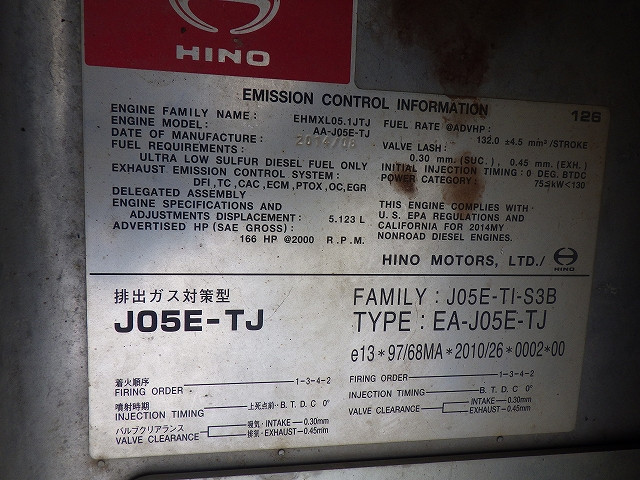 HINO
EMISSION CONTROL INFORMATION
126
ENGINE FAMILY NAME: EHMXL05.1JTJ
ENGINE MODEL: AA-J05E-TJ
DATE OF MANUFACTURE: 2014/08
FUEL REQUIREMENTS:
ULTRA LOW SULFUR DIESEL FUEL ONLY
EXHAUST EMISSION CONTROL SYSTEM:
DFI,TC,CAC,ECM,PTOX,OC,EGR
DELEGATED ASSEMBLY
ENGINE SPECIFICATIONS AND
ADJUSTMENTS DISPLACEMENT: 5.123 L
ADVERTISED HP (SAE GROSS):
166 HP @2000 R.P.M.
FUEL RATE @ADVHP:
132.0 ±4.5 mm³/STROKE
VALVE LASH:
0.30 mm (SUC.), 0.45 mm (EXH.)
INITIAL INJECTION TIMING: 0 DEG. BTDC
POWER CATEGORY: 75≤kW<130
THIS ENGINE COMPLIES WITH
U.S. EPA REGULATIONS AND
CALIFORNIA FOR 2014MY
NONROAD DIESEL ENGINES.
HINO MOTORS, LTD./ HINO
排出ガス対策型
J05E-TJ
FAMILY: J05E-TI-S3B
TYPE: EA-J05E-TJ
e13*97/68MA*2010/26*0002*00
着火順序
FIRING ORDER 1-3-4-2
噴射時期 上死点前・B. T. D. C 0°
INJECTION TIMING
バルブクリアランス 吸気・INTAKE 0.30mm
VALVE CLEARANCE 排気・EXHAUST 0.45mm
FIRING ORDER 1-3-4-2
INJECTION TIMING B. T. D. C 0°
VALVE CLEARANCE INTAKE 0.30mm
EXHAUST 0.45mm